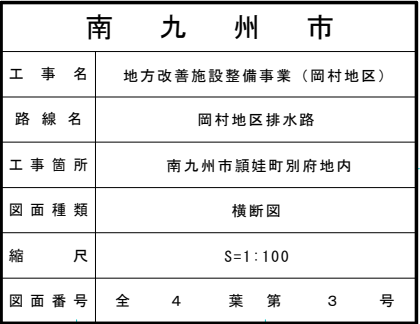 南九州市
工事名 地方改善施設整備事業（岡村地区）
路線名 岡村地区排水路
工事箇所 南九州市頴娃町別府地内
図面種類 横断図
縮尺 S=1:100
図面番号 全 4 葉 第 3 号